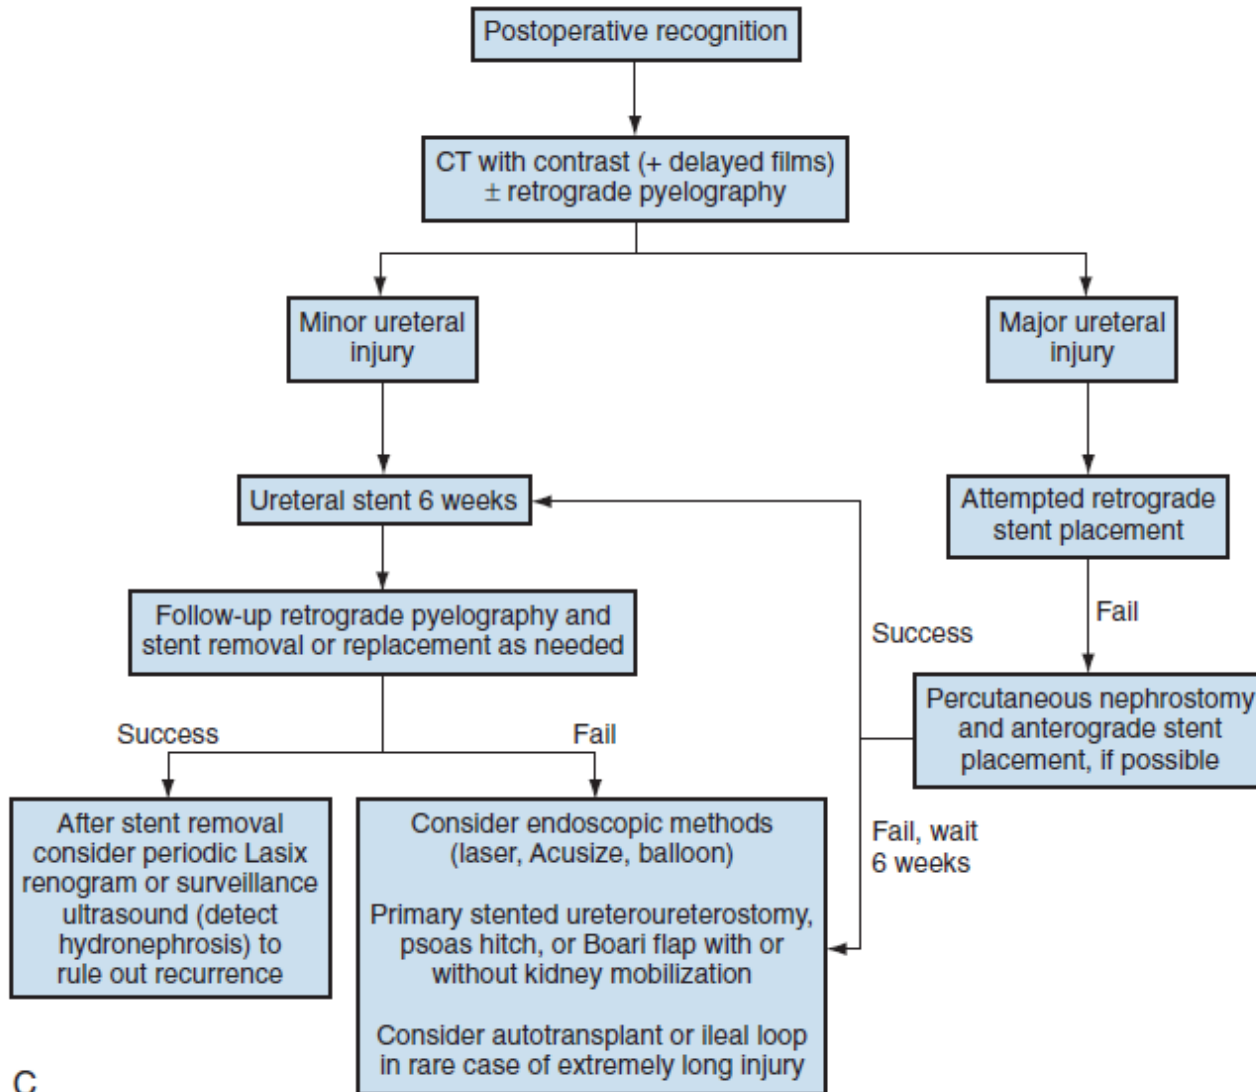 Postoperative recognition
CT with contrast (+ delayed films)
± retrograde pyelography
Minor ureteral
injury
Major ureteral
injury
Ureteral stent 6 weeks
Attempted retrograde
stent placement
Fail
Follow-up retrograde pyelography and
stent removal or replacement as needed
Success
Percutaneous nephrostomy
and anterograde stent
placement, if possible
Success
Fail
Fail, wait
6 weeks
After stent removal
consider periodic Lasix
renogram or surveillance
ultrasound (detect
hydronephrosis) to
rule out recurrence
Consider endoscopic methods
(laser, Acusize, balloon)
Primary stented ureteroureterostomy,
psoas hitch, or Boari flap with or
without kidney mobilization
Consider autotransplant or ileal loop
in rare case of extremely long injury
C